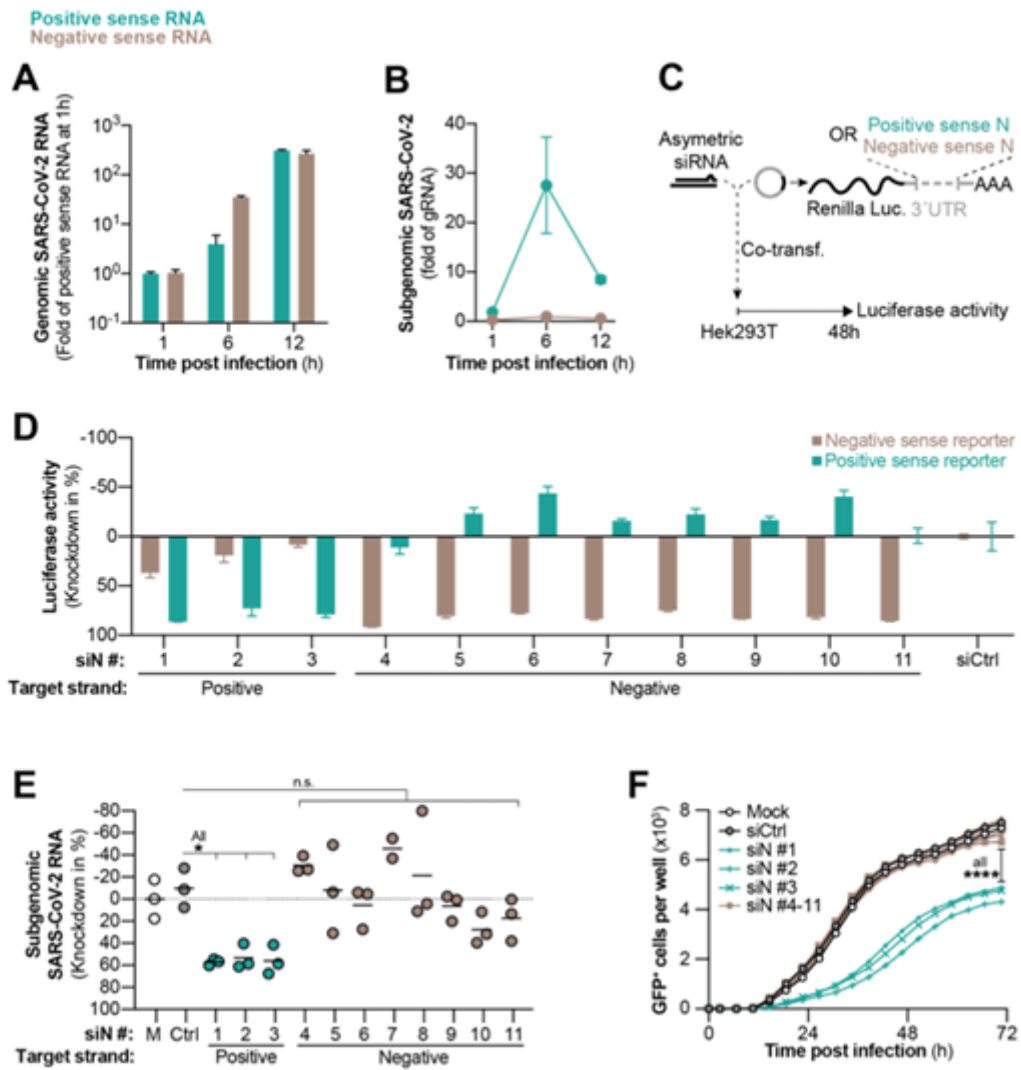 Positive sense RNA
Negative sense RNA
A
Genomic SARS-CoV-2 RNA
(Fold of positive sense RNA at 1h)
10³
10²
10¹
10⁰
10⁻¹
1 6 12
Time post infection (h)
B
Subgenomic SARS-CoV-2
(fold of gRNA)
40
30
20
10
0
1 6 12
Time post infection (h)
C
Asymetric
siRNA
OR
Positive sense N
Negative sense N
AAA
Renilla Luc. 3´UTR
Co-transf.
Luciferase activity
Hek293T 48h
D
Luciferase activity
(Knockdown in %)
-100
-50
0
50
100
Negative sense reporter
Positive sense reporter
siN #: 1 2 3 4 5 6 7 8 9 10 11 siCtrl
Target strand: Positive Negative
E
Subgenomic
SARS-CoV-2 RNA
(Knockdown in %)
-80
-60
-40
-20
0
20
40
60
80
100
n.s.
All
*
siN #: M Ctrl 1 2 3 4 5 6 7 8 9 10 11
Target strand: Positive Negative
F
GFP⁺ cells per well (x10³)
8
6
4
2
0
Mock
siCtrl
siN #1
siN #2
siN #3
siN #4-11
all
****
0 24 48 72
Time post infection (h)